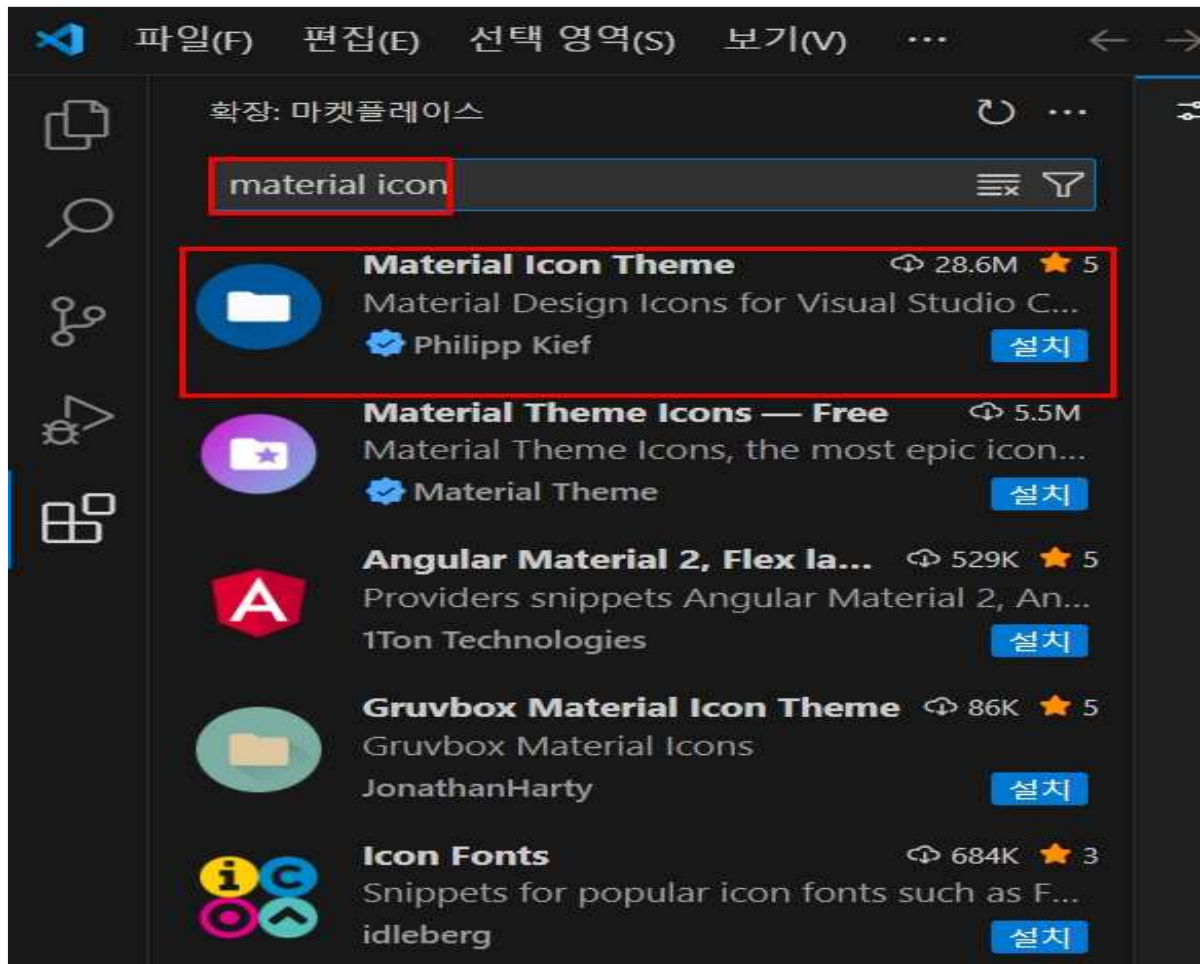 파일(F) 편집(E) 선택 영역(S) 보기(V) ...
확장: 마켓플레이스
material icon
Material Icon Theme 28.6M 5
Material Design Icons for Visual Studio C...
Philipp Kief 설치
Material Theme Icons — Free 5.5M
Material Theme Icons, the most epic icon...
Material Theme 설치
Angular Material 2, Flex la... 529K 5
Providers snippets Angular Material 2, An...
1Ton Technologies 설치
Gruvbox Material Icon Theme 86K 5
Gruvbox Material Icons
JonathanHarty 설치
Icon Fonts 684K 3
Snippets for popular icon fonts such as F...
idleberg 설치